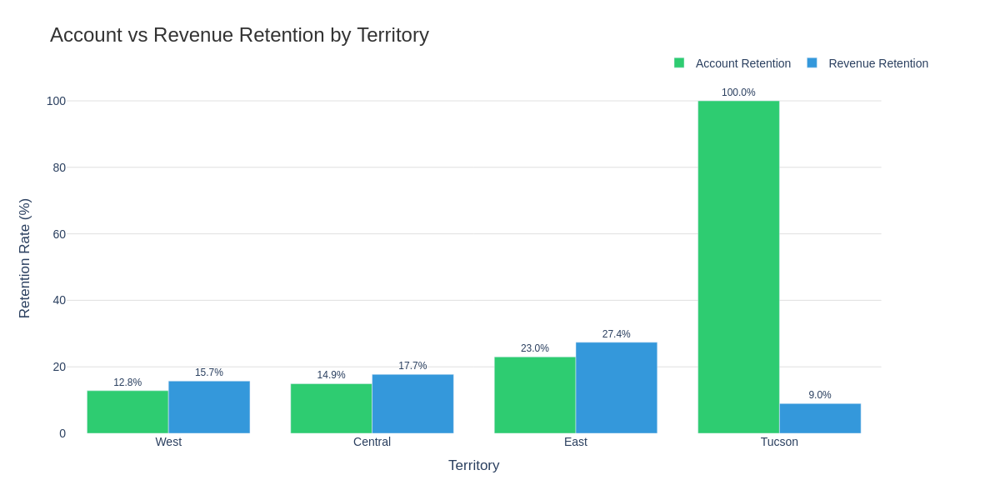 Account vs Revenue Retention by Territory
Account Retention
Revenue Retention
Retention Rate (%)
100
80
60
40
20
0
12.8%
15.7%
14.9%
17.7%
23.0%
27.4%
100.0%
9.0%
West
Central
East
Tucson
Territory